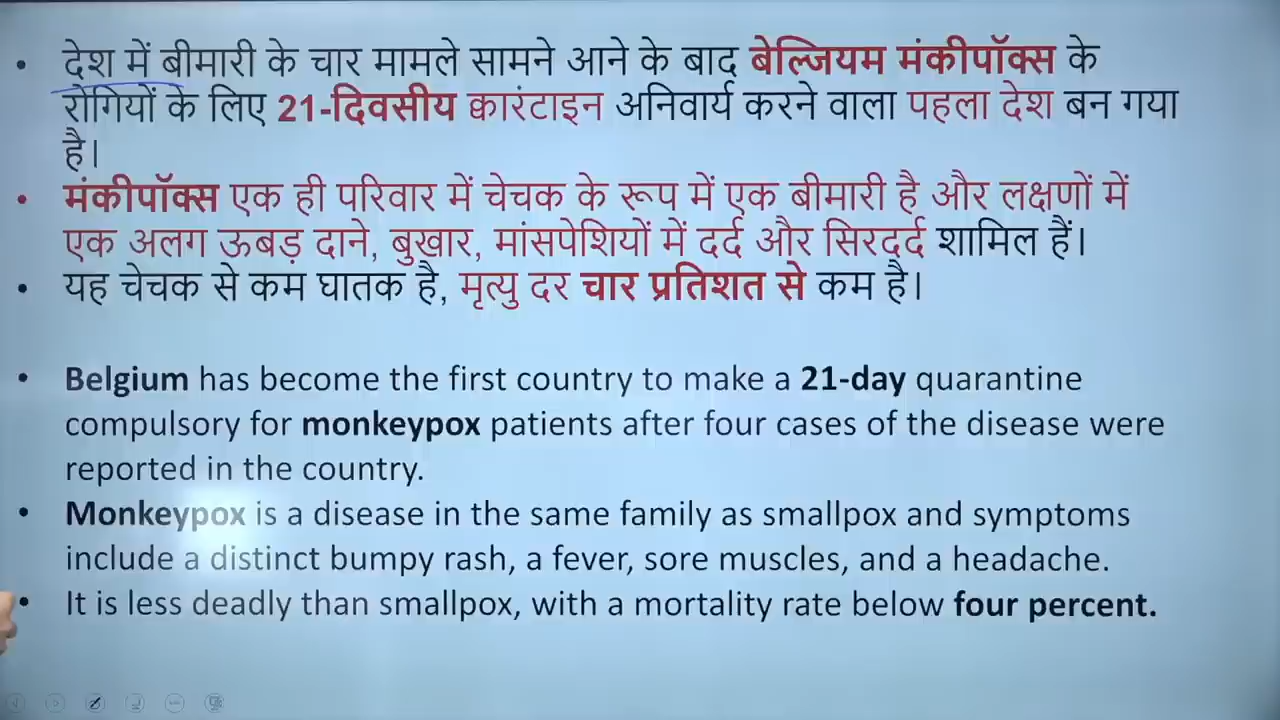 • देश में बीमारी के चार मामले सामने आने के बाद बेल्जियम मंकीपॉक्स के
रोगियों के लिए 21-दिवसीय क्वारंटाइन अनिवार्य करने वाला पहला देश बन गया
है।
• मंकीपॉक्स एक ही परिवार में चेचक के रूप में एक बीमारी है और लक्षणों में
एक अलग ऊबड़ दाने, बुखार, मांसपेशियों में दर्द और सिरदर्द शामिल हैं।
• यह चेचक से कम घातक है, मृत्यु दर चार प्रतिशत से कम है।
• Belgium has become the first country to make a 21-day quarantine
compulsory for monkeypox patients after four cases of the disease were
reported in the country.
• Monkeypox is a disease in the same family as smallpox and symptoms
include a distinct bumpy rash, a fever, sore muscles, and a headache.
• It is less deadly than smallpox, with a mortality rate below four percent.